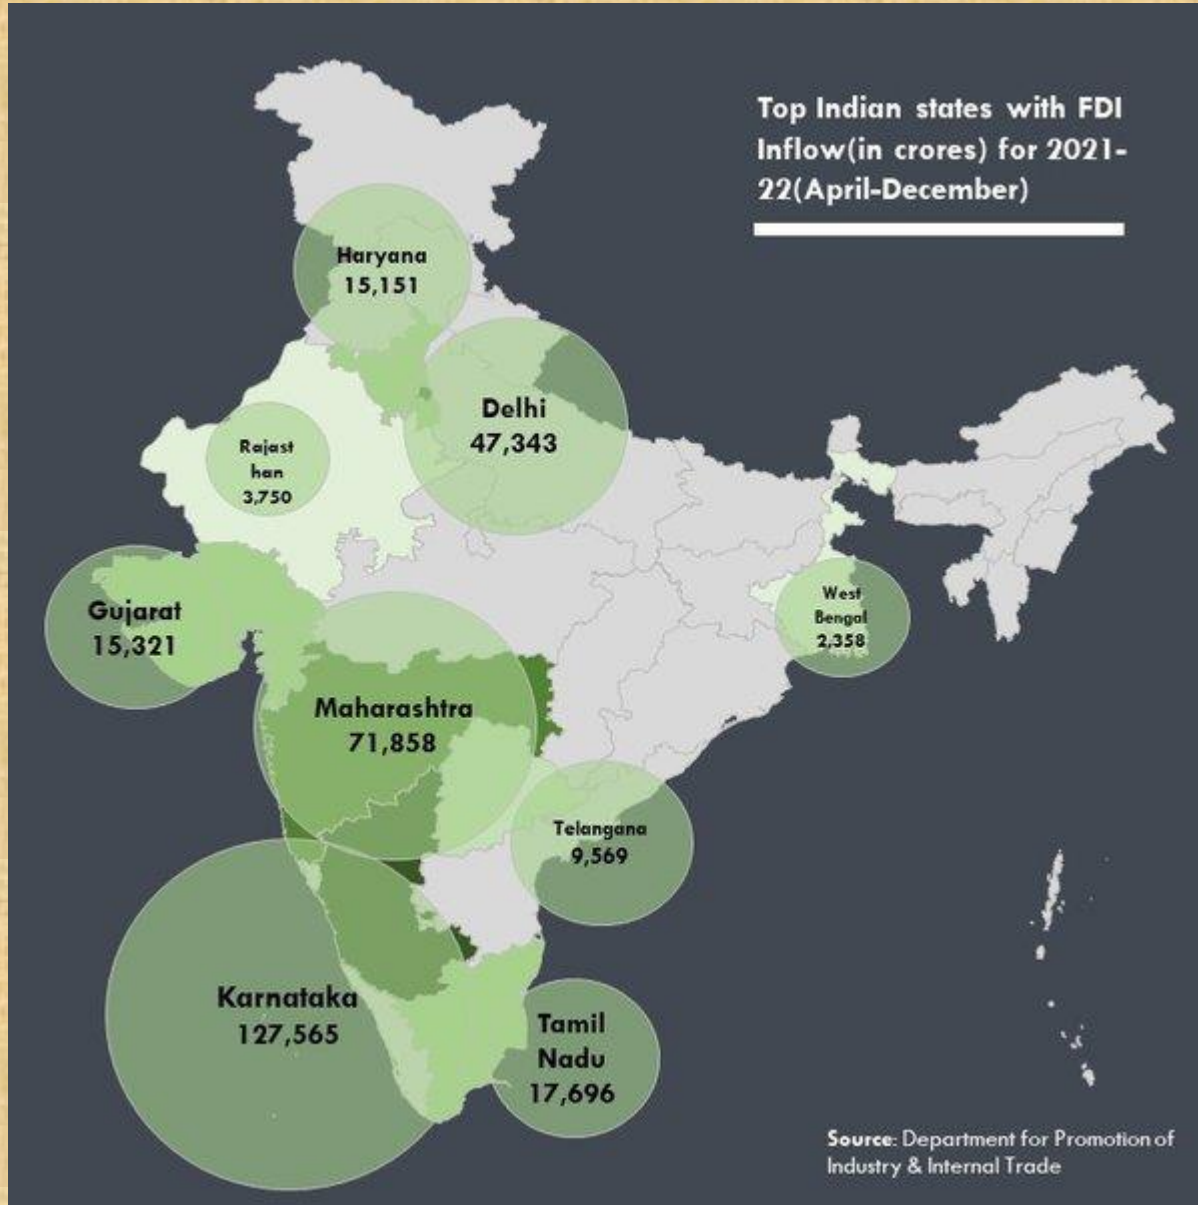 Top Indian states with FDI
Inflow(in crores) for 2021-
22(April-December)
Haryana
15,151
Delhi
47,343
Rajast
han
3,750
Gujarat
15,321
West
Bengal
2,358
Maharashtra
71,858
Telangana
9,569
Karnataka
127,565
Tamil
Nadu
17,696
Source: Department for Promotion of
Industry & Internal Trade